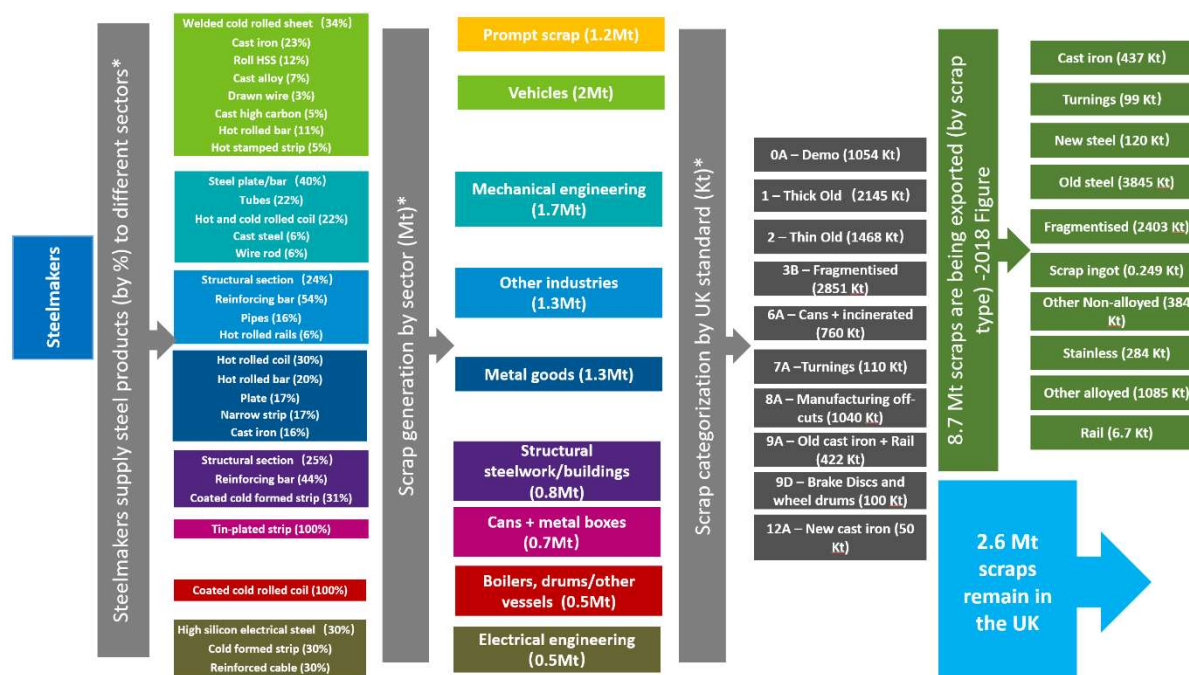 Steelmakers
Steelmakers supply steel products (by %) to different sectors*
Welded cold rolled sheet (34%)
Cast iron (23%)
Roll HSS (12%)
Cast alloy (7%)
Drawn wire (3%)
Cast high carbon (5%)
Hot rolled bar (11%)
Hot stamped strip (5%)
Steel plate/bar (40%)
Tubes (22%)
Hot and cold rolled coil (22%)
Cast steel (6%)
Wire rod (6%)
Structural section (24%)
Reinforcing bar (54%)
Pipes (16%)
Hot rolled rails (6%)
Hot rolled coil (30%)
Hot rolled bar (20%)
Plate (17%)
Narrow strip (17%)
Cast iron (16%)
Structural section (25%)
Reinforcing bar (44%)
Coated cold formed strip (31%)
Tin-plated strip (100%)
Coated cold rolled coil (100%)
High silicon electrical steel (30%)
Cold formed strip (30%)
Reinforced cable (30%)
Scrap generation by sector (Mt)*
Prompt scrap (1.2Mt)
Vehicles (2Mt)
Mechanical engineering
(1.7Mt)
Other industries
(1.3Mt)
Metal goods (1.3Mt)
Structural
steelwork/buildings
(0.8Mt)
Cans + metal boxes
(0.7Mt)
Boilers, drums/other
vessels (0.5Mt)
Electrical engineering
(0.5Mt)
Scrap categorization by UK standard (Kt)*
0A – Demo (1054 Kt)
1 – Thick Old (2145 Kt)
2 – Thin Old (1468 Kt)
3B – Fragmentised
(2851 Kt)
6A – Cans + incinerated
(760 Kt)
7A –Turnings (110 Kt)
8A – Manufacturing off-
cuts (1040 Kt)
9A – Old cast iron + Rail
(422 Kt)
9D – Brake Discs and
wheel drums (100 Kt)
12A – New cast iron (50
Kt)
8.7 Mt scraps are being exported (by scrap
type) -2018 Figure
Cast iron (437 Kt)
Turnings (99 Kt)
New steel (120 Kt)
Old steel (3845 Kt)
Fragmentised (2403 Kt)
Scrap ingot (0.249 Kt)
Other Non-alloyed (384
Kt)
Stainless (284 Kt)
Other alloyed (1085 Kt)
Rail (6.7 Kt)
2.6 Mt
scraps
remain in
the UK